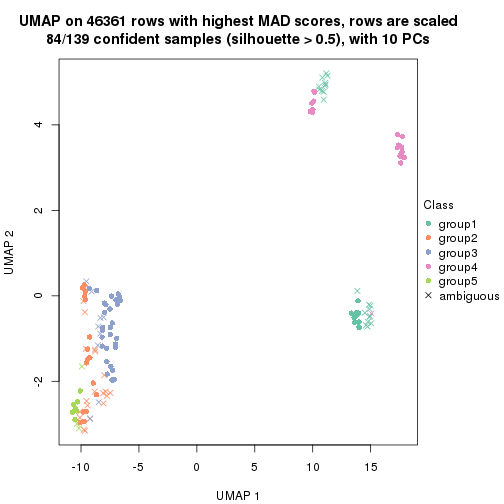 UMAP on 46361 rows with highest MAD scores, rows are scaled
84/139 confident samples (silhouette > 0.5), with 10 PCs
UMAP 2
4
2
0
-2
-10
-5
0
5
10
15
UMAP 1
Class
group1
group2
group3
group4
group5
ambiguous